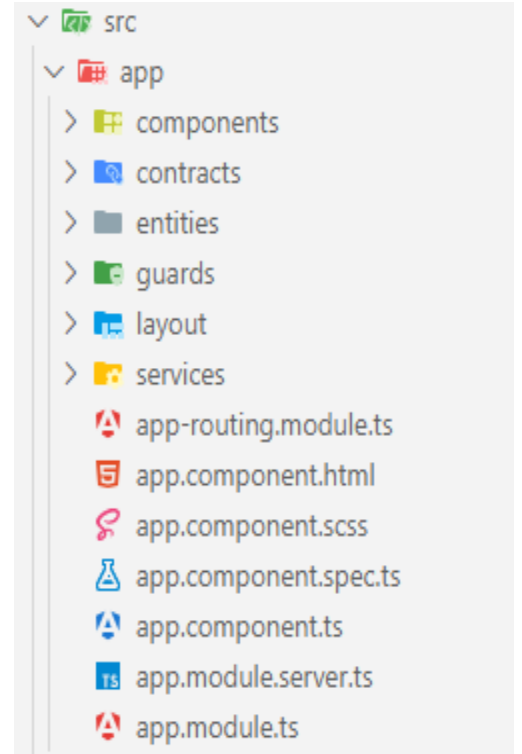 src
app
components
contracts
entities
guards
layout
services
app-routing.module.ts
app.component.html
app.component.scss
app.component.spec.ts
app.component.ts
app.module.server.ts
app.module.ts